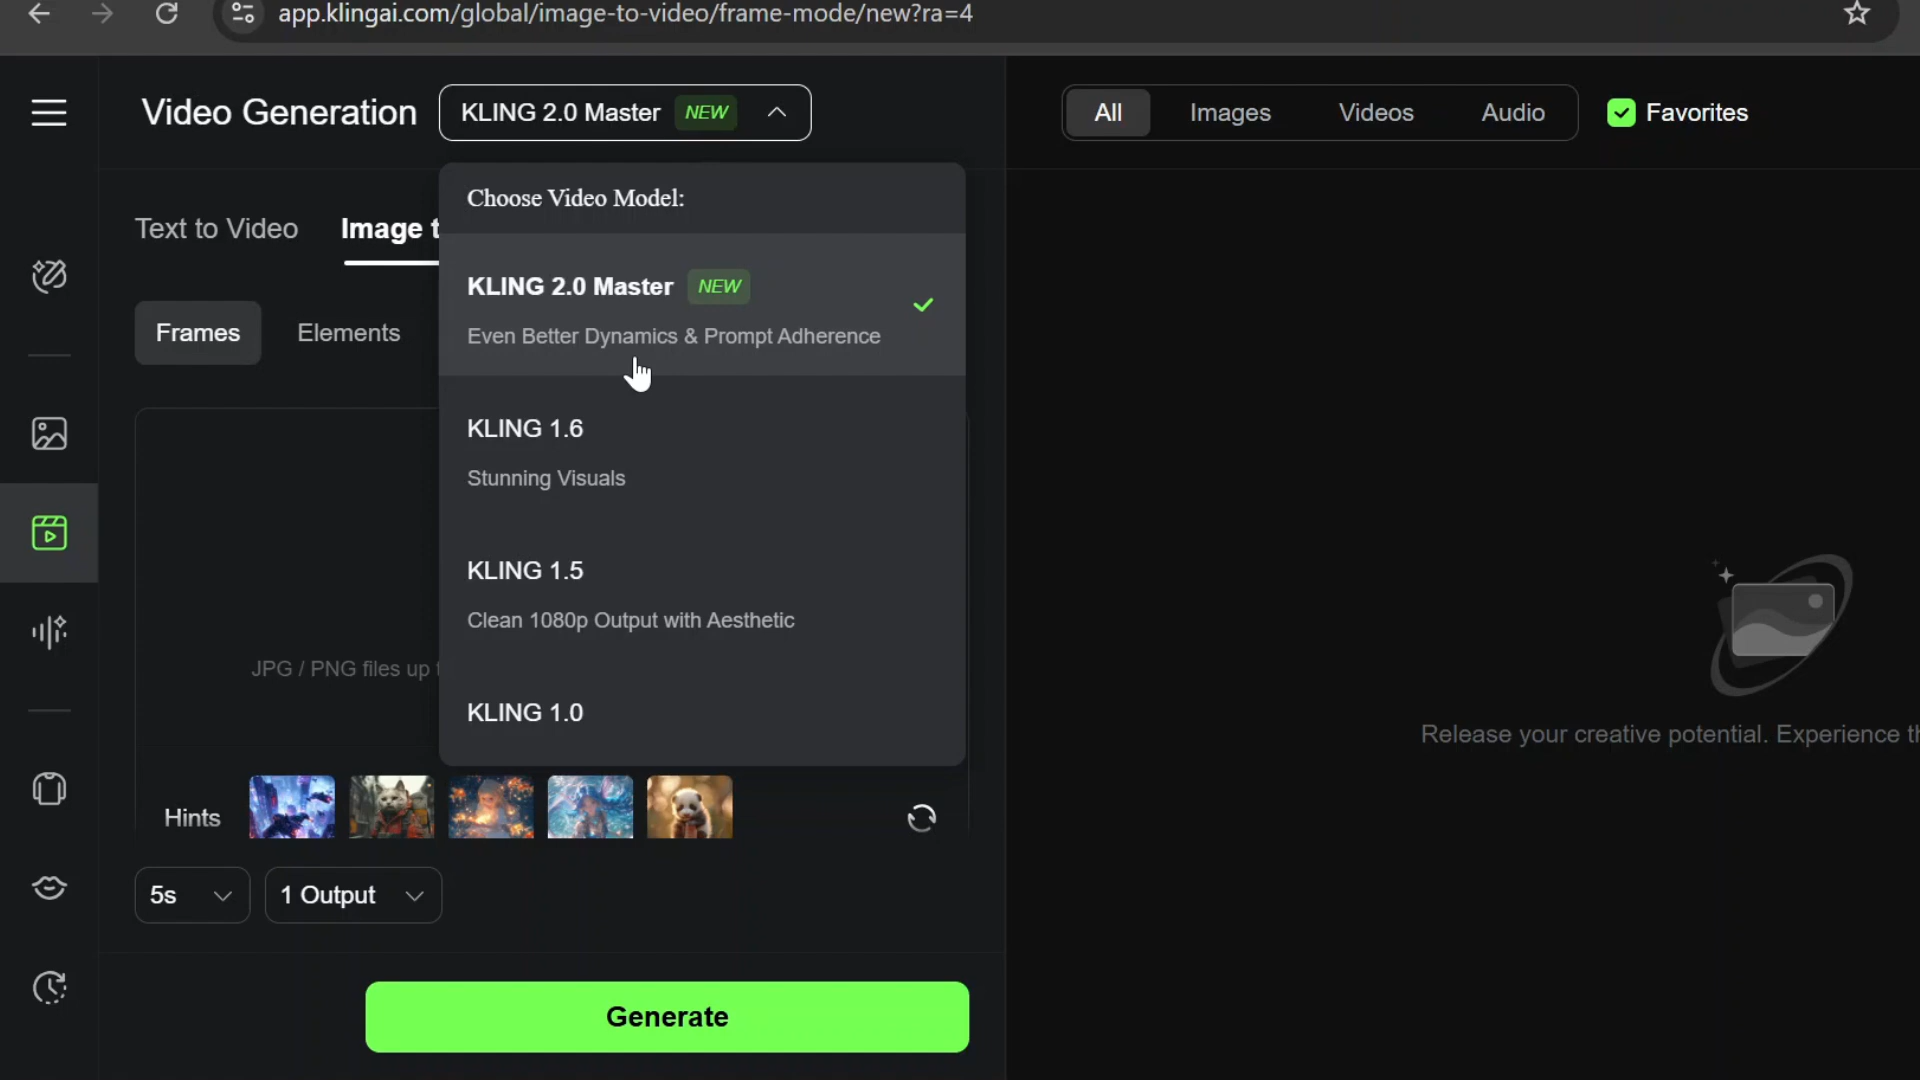 app.klingai.com/global/image-to-video/frame-mode/new?ra=4
Video Generation
KLING 2.0 Master NEW
All
Images
Videos
Audio
Favorites
Choose Video Model:
Text to Video
Image t
KLING 2.0 Master NEW
Even Better Dynamics & Prompt Adherence
Frames
Elements
KLING 1.6
Stunning Visuals
KLING 1.5
Clean 1080p Output with Aesthetic
JPG / PNG files up
KLING 1.0
Release your creative potential. Experience
Hints
5s
1 Output
Generate